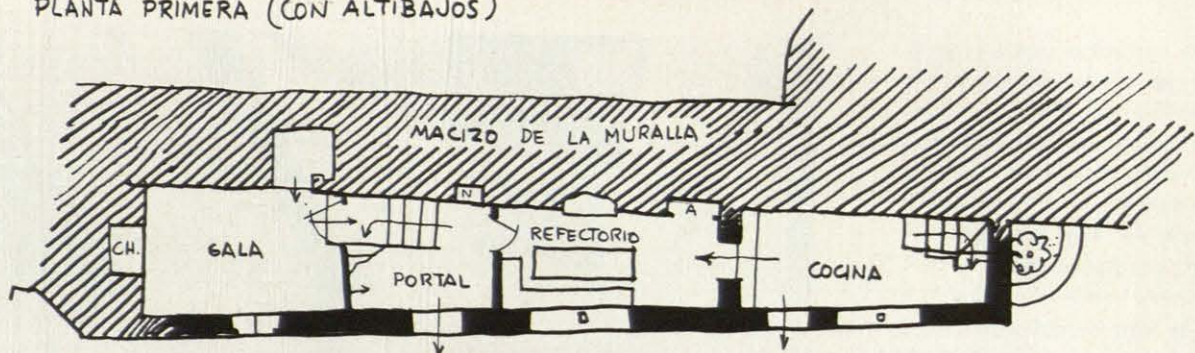 PLANTA PRIMERA (CON ALTIBAJOS)
MACIZO DE LA MURALLA
N
A
CH.
SALA
REFECTORIO
PORTAL
COCINA